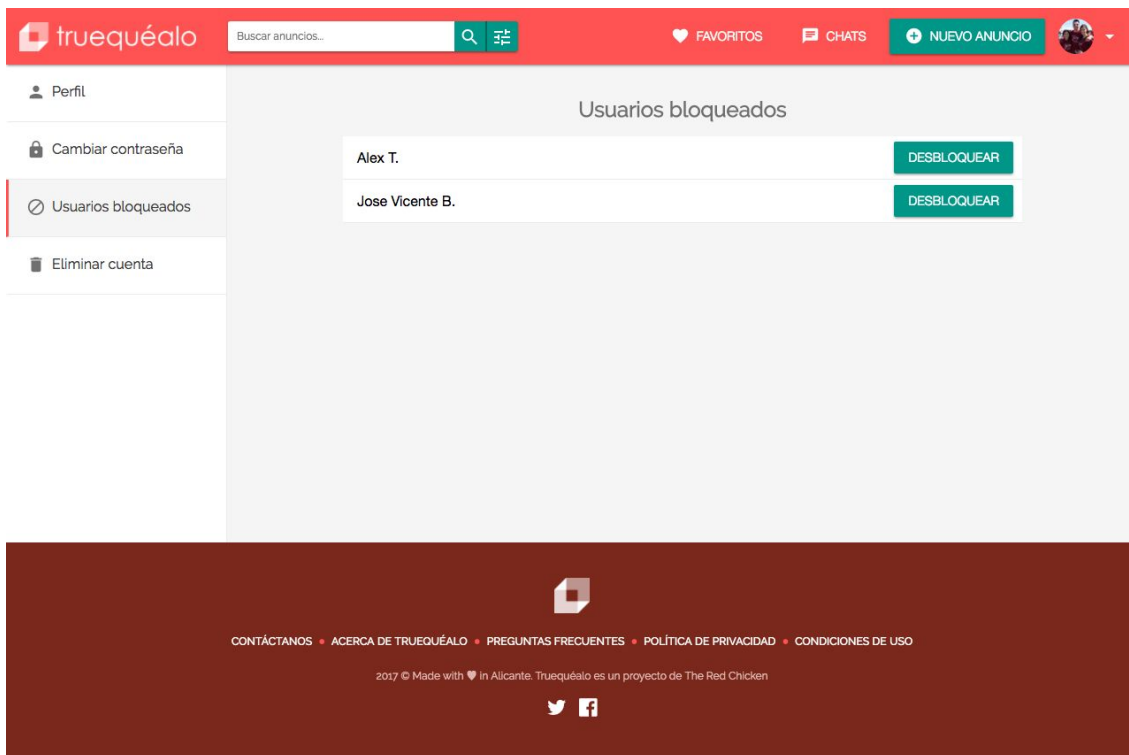 truequéalo
Buscar anuncios...
FAVORITOS
CHATS
NUEVO ANUNCIO
Perfil
Cambiar contraseña
Usuarios bloqueados
Eliminar cuenta
Usuarios bloqueados
Alex T.
DESBLOQUEAR
Jose Vicente B.
DESBLOQUEAR
CONTÁCTANOS • ACERCA DE TRUEQUÉALO • PREGUNTAS FRECUENTES • POLÍTICA DE PRIVACIDAD • CONDICIONES DE USO
2017 © Made with ♥ in Alicante. Truequéalo es un proyecto de The Red Chicken